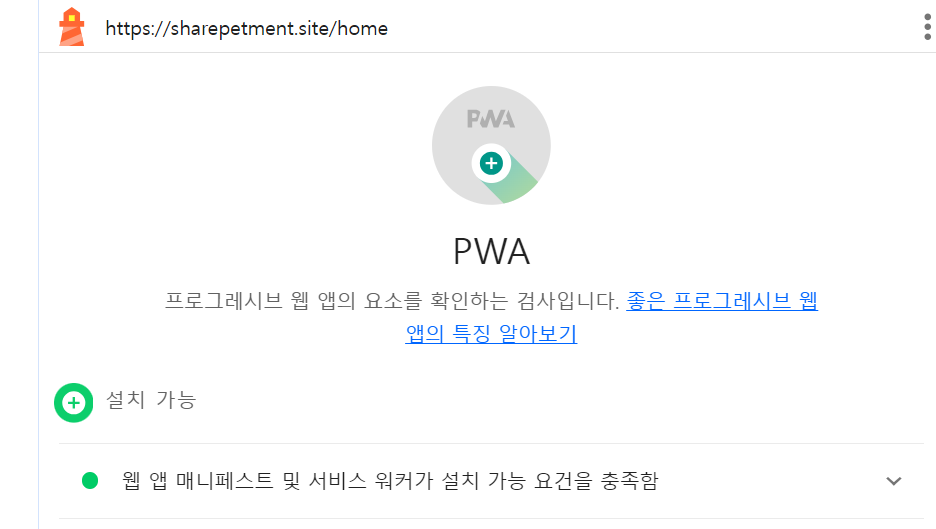 https://sharepetment.site/home
PWA
PWA
프로그레시브 웹 앱의 요소를 확인하는 검사입니다. 좋은 프로그레시브 웹
앱의 특징 알아보기
설치 가능
웹 앱 매니페스트 및 서비스 워커가 설치 가능 요건을 충족함